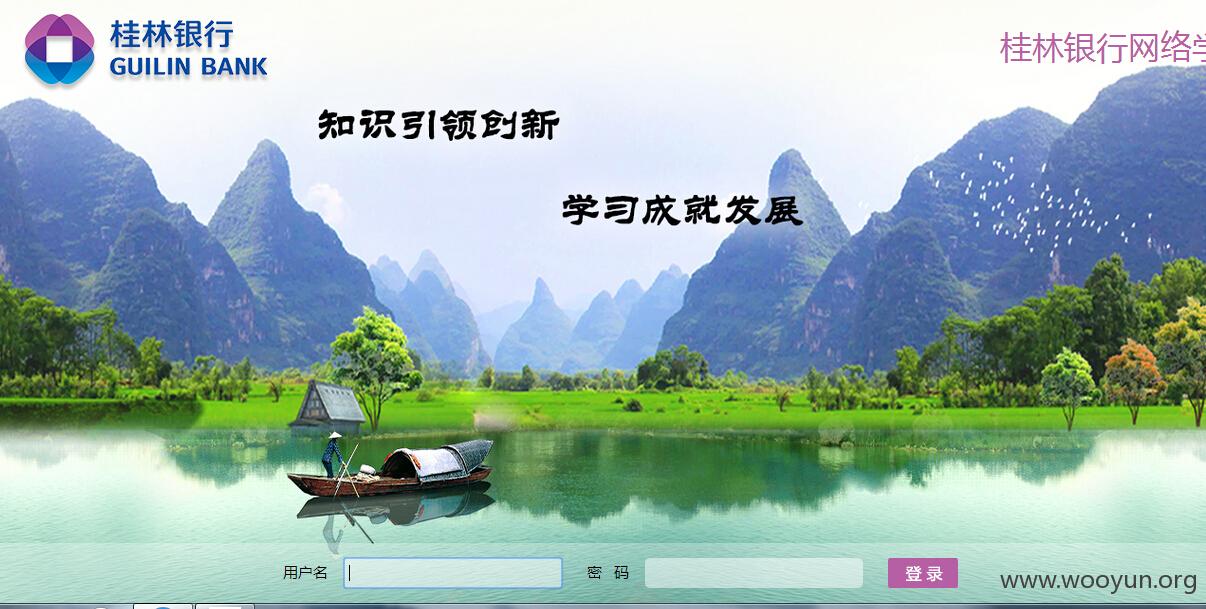 桂林银行
GUILIN BANK
桂林银行网络学
知识引领创新
学习成就发展
用户名
密 码
登 录
www.wooyun.org